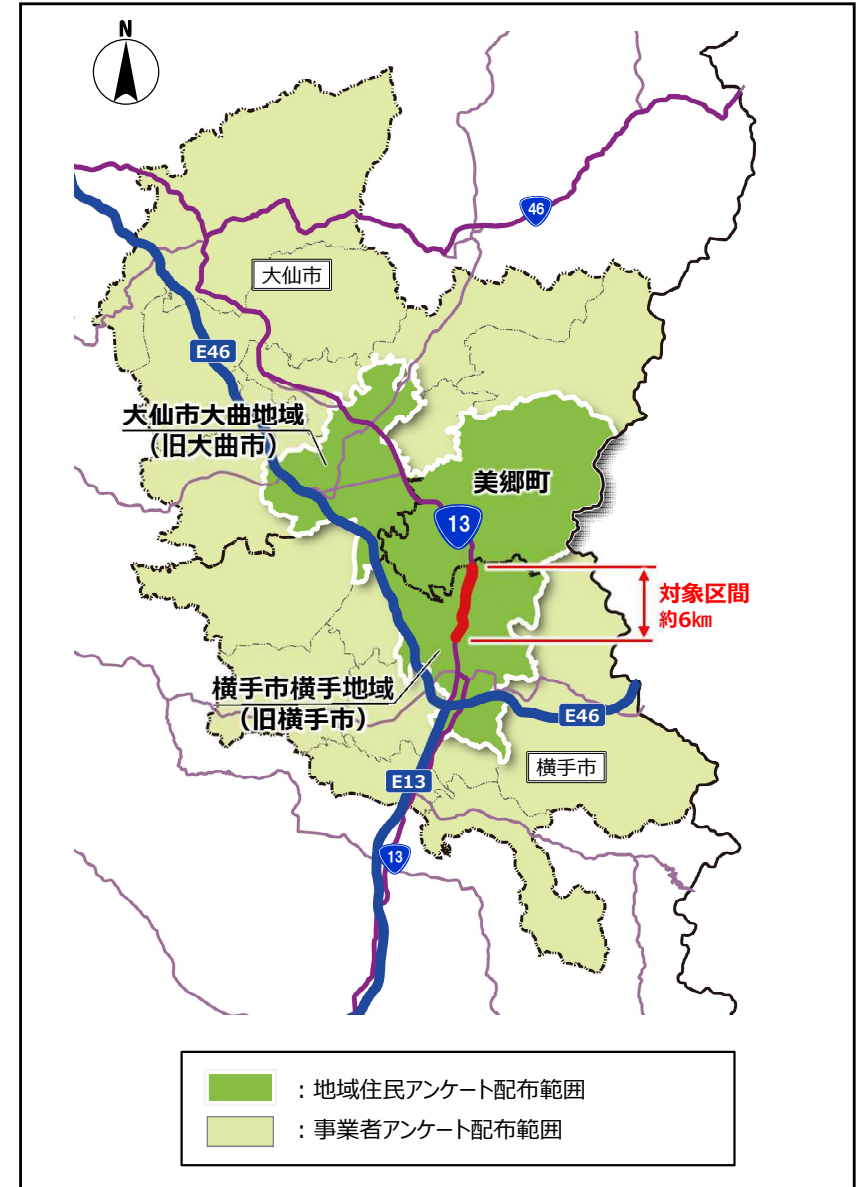 N
46
大仙市
E46
大仙市大曲地域
（旧大曲市）
美郷町
13
対象区間
約6㎞
横手市横手地域
（旧横手市）
E46
横手市
E13
13
：地域住民アンケート配布範囲
：事業者アンケート配布範囲